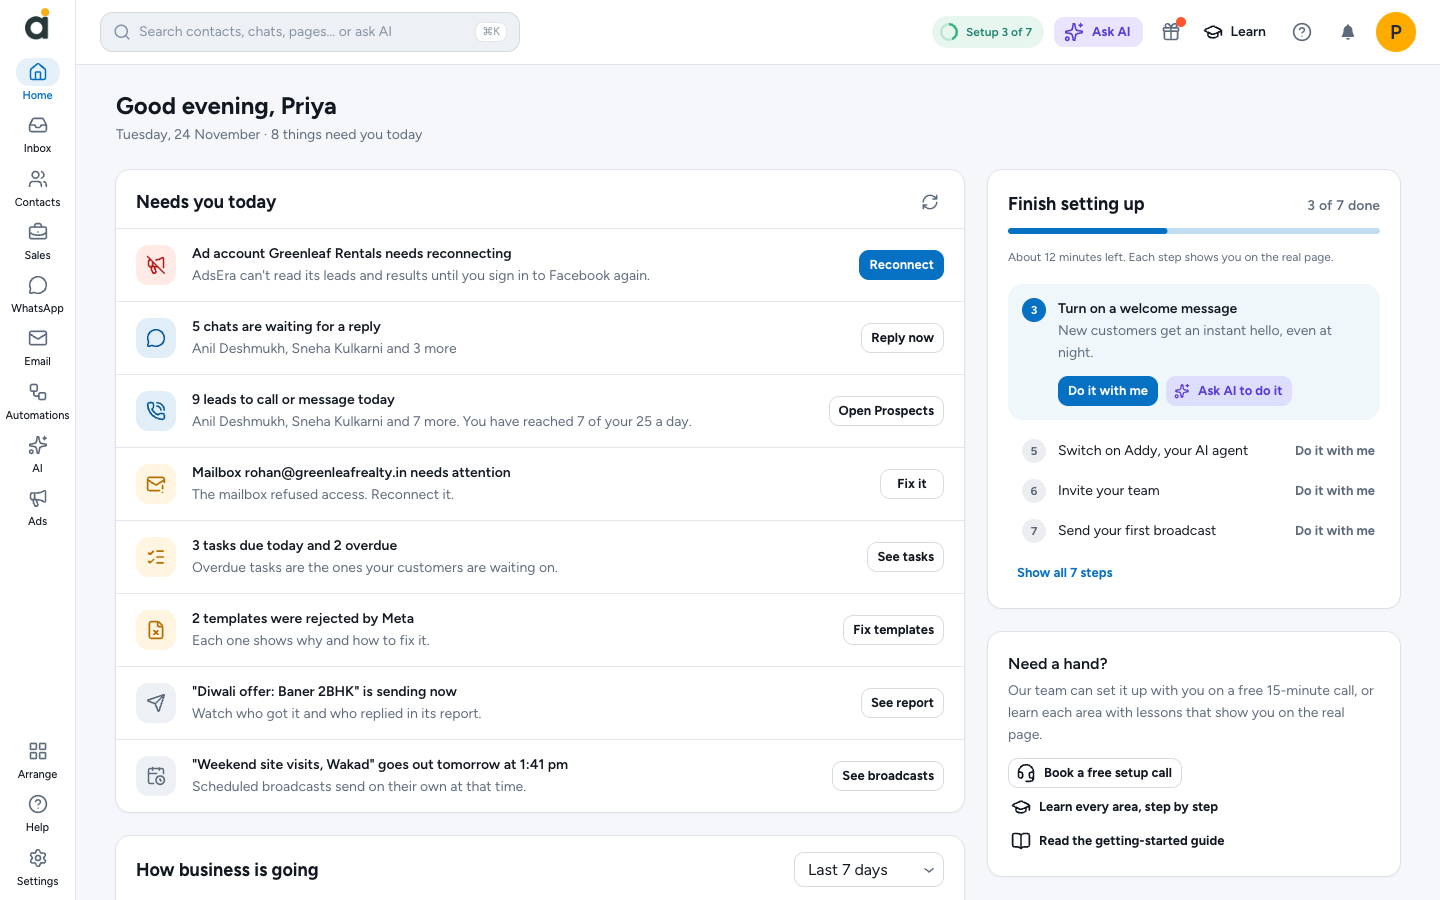 Search contacts, chats, pages... or ask AI
⌘K
Setup 3 of 7
Ask AI
Learn
P
Home
Inbox
Contacts
Sales
WhatsApp
Email
Automations
AI
Ads
Arrange
Help
Settings
Good evening, Priya
Tuesday, 24 November · 8 things need you today
Needs you today
Ad account Greenleaf Rentals needs reconnecting
AdsEra can't read its leads and results until you sign in to Facebook again.
Reconnect
5 chats are waiting for a reply
Anil Deshmukh, Sneha Kulkarni and 3 more
Reply now
9 leads to call or message today
Anil Deshmukh, Sneha Kulkarni and 7 more. You have reached 7 of your 25 a day.
Open Prospects
Mailbox rohan@greenleafrealty.in needs attention
The mailbox refused access. Reconnect it.
Fix it
3 tasks due today and 2 overdue
Overdue tasks are the ones your customers are waiting on.
See tasks
2 templates were rejected by Meta
Each one shows why and how to fix it.
Fix templates
"Diwali offer: Baner 2BHK" is sending now
Watch who got it and who replied in its report.
See report
"Weekend site visits, Wakad" goes out tomorrow at 1:41 pm
Scheduled broadcasts send on their own at that time.
See broadcasts
How business is going
Last 7 days
Finish setting up
3 of 7 done
About 12 minutes left. Each step shows you on the real page.
3
Turn on a welcome message
New customers get an instant hello, even at
night.
Do it with me
Ask AI to do it
5
Switch on Addy, your AI agent
Do it with me
6
Invite your team
Do it with me
7
Send your first broadcast
Do it with me
Show all 7 steps
Need a hand?
Our team can set it up with you on a free 15-minute call, or
learn each area with lessons that show you on the real
page.
Book a free setup call
Learn every area, step by step
Read the getting-started guide